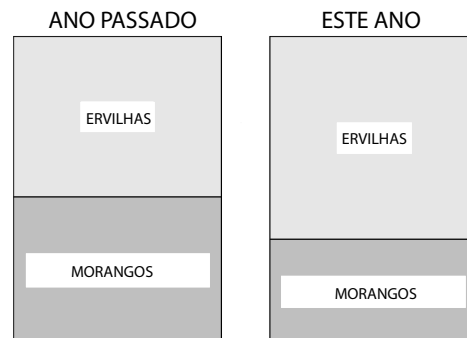 ANO PASSADO
ERVILHAS
MORANGOS
ESTE ANO
ERVILHAS
MORANGOS